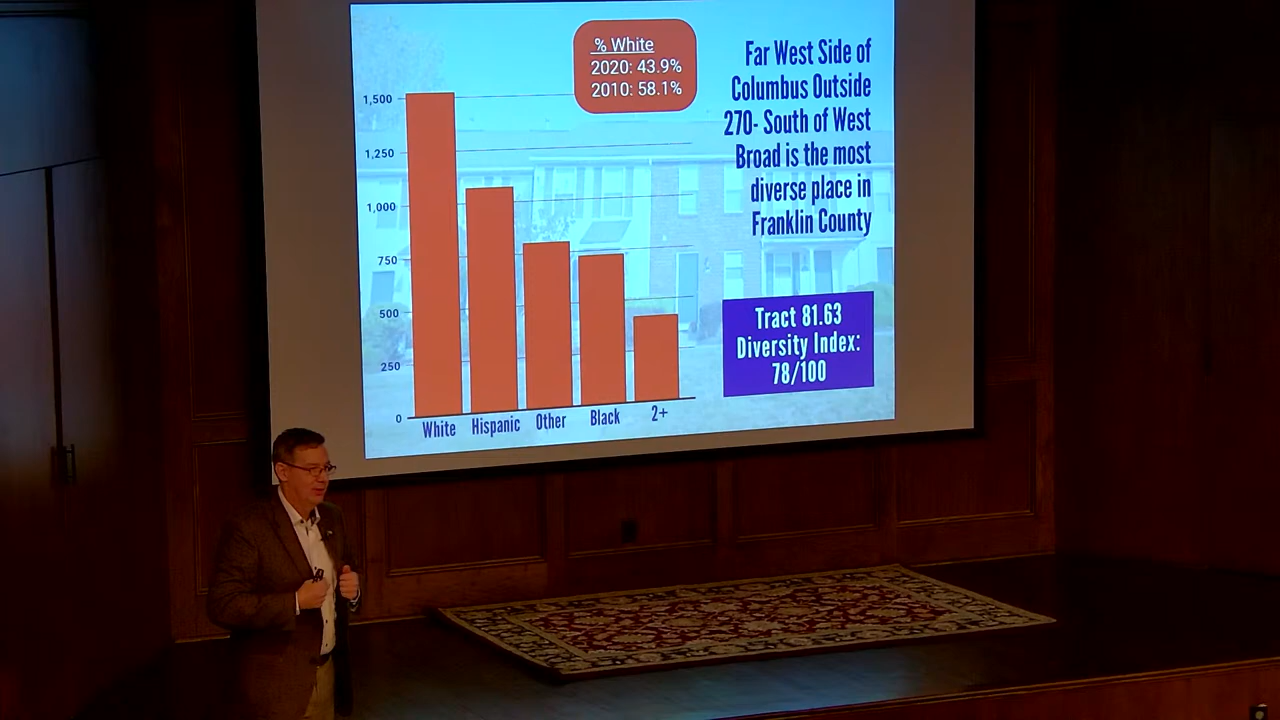 % White
2020: 43.9%
2010: 58.1%
Far West Side of
Columbus Outside
270- South of West
Broad is the most
diverse place in
Franklin County
Tract 81.63
Diversity Index:
78/100
1,500
1,250
1,000
750
500
250
0
White Hispanic Other Black 2+